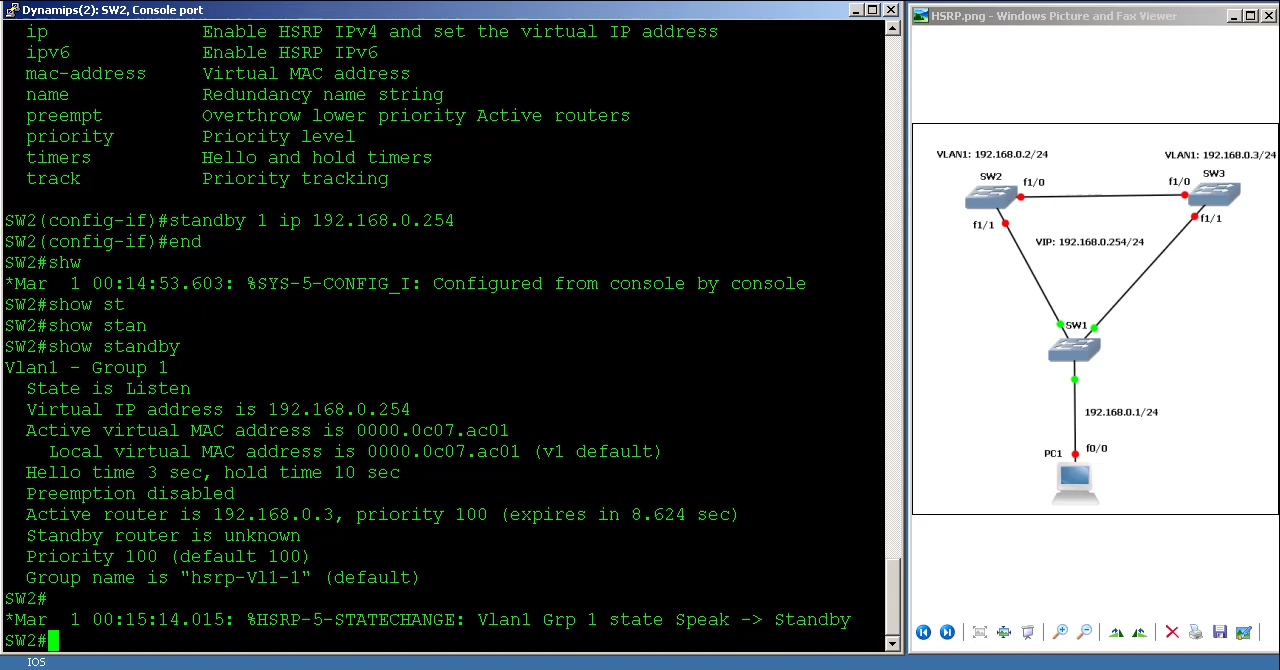 Dynamips(2): SW2, Console port
ip Enable HSRP IPv4 and set the virtual IP address
ipv6 Enable HSRP IPv6
mac-address Virtual MAC address
name Redundancy name string
preempt Overthrow lower priority Active routers
priority Priority level
timers Hello and hold timers
track Priority tracking
SW2(config-if)#standby 1 ip 192.168.0.254
SW2(config-if)#end
SW2#shw
*Mar 1 00:14:53.603: %SYS-5-CONFIG_I: Configured from console by console
SW2#show st
SW2#show stan
SW2#show standby
Vlan1 - Group 1
State is Listen
Virtual IP address is 192.168.0.254
Active virtual MAC address is 0000.0c07.ac01
Local virtual MAC address is 0000.0c07.ac01 (v1 default)
Hello time 3 sec, hold time 10 sec
Preemption disabled
Active router is 192.168.0.3, priority 100 (expires in 8.624 sec)
Standby router is unknown
Priority 100 (default 100)
Group name is "hsrp-Vl1-1" (default)
SW2#
*Mar 1 00:15:14.015: %HSRP-5-STATECHANGE: Vlan1 Grp 1 state Speak -> Standby
SW2#
IOS
HSRP.png - Windows Picture and Fax Viewer
VLAN1: 192.168.0.2/24
VLAN1: 192.168.0.3/24
SW2
SW3
f1/0
f1/0
f1/1
f1/1
VIP: 192.168.0.254/24
SW1
192.168.0.1/24
PC1
f0/0